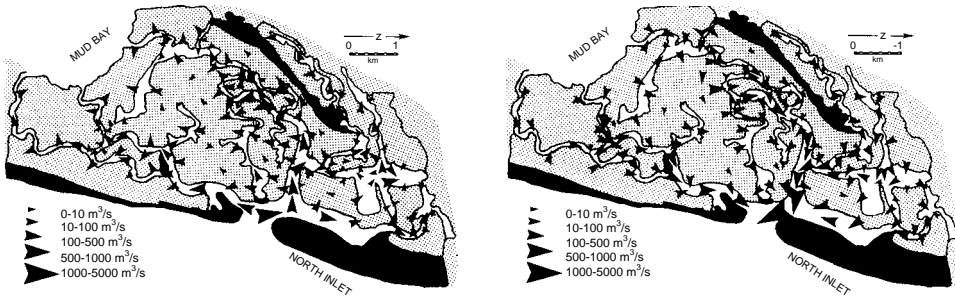 MUD BAY
z
0 1
km
0-10 m³/s
10-100 m³/s
100-500 m³/s
500-1000 m³/s
1000-5000 m³/s
NORTH INLET
MUD BAY
-z
0 -1
km
0-10 m³/s
10-100 m³/s
100-500 m³/s
500-1000 m³/s
1000-5000 m³/s
NORTH INLET